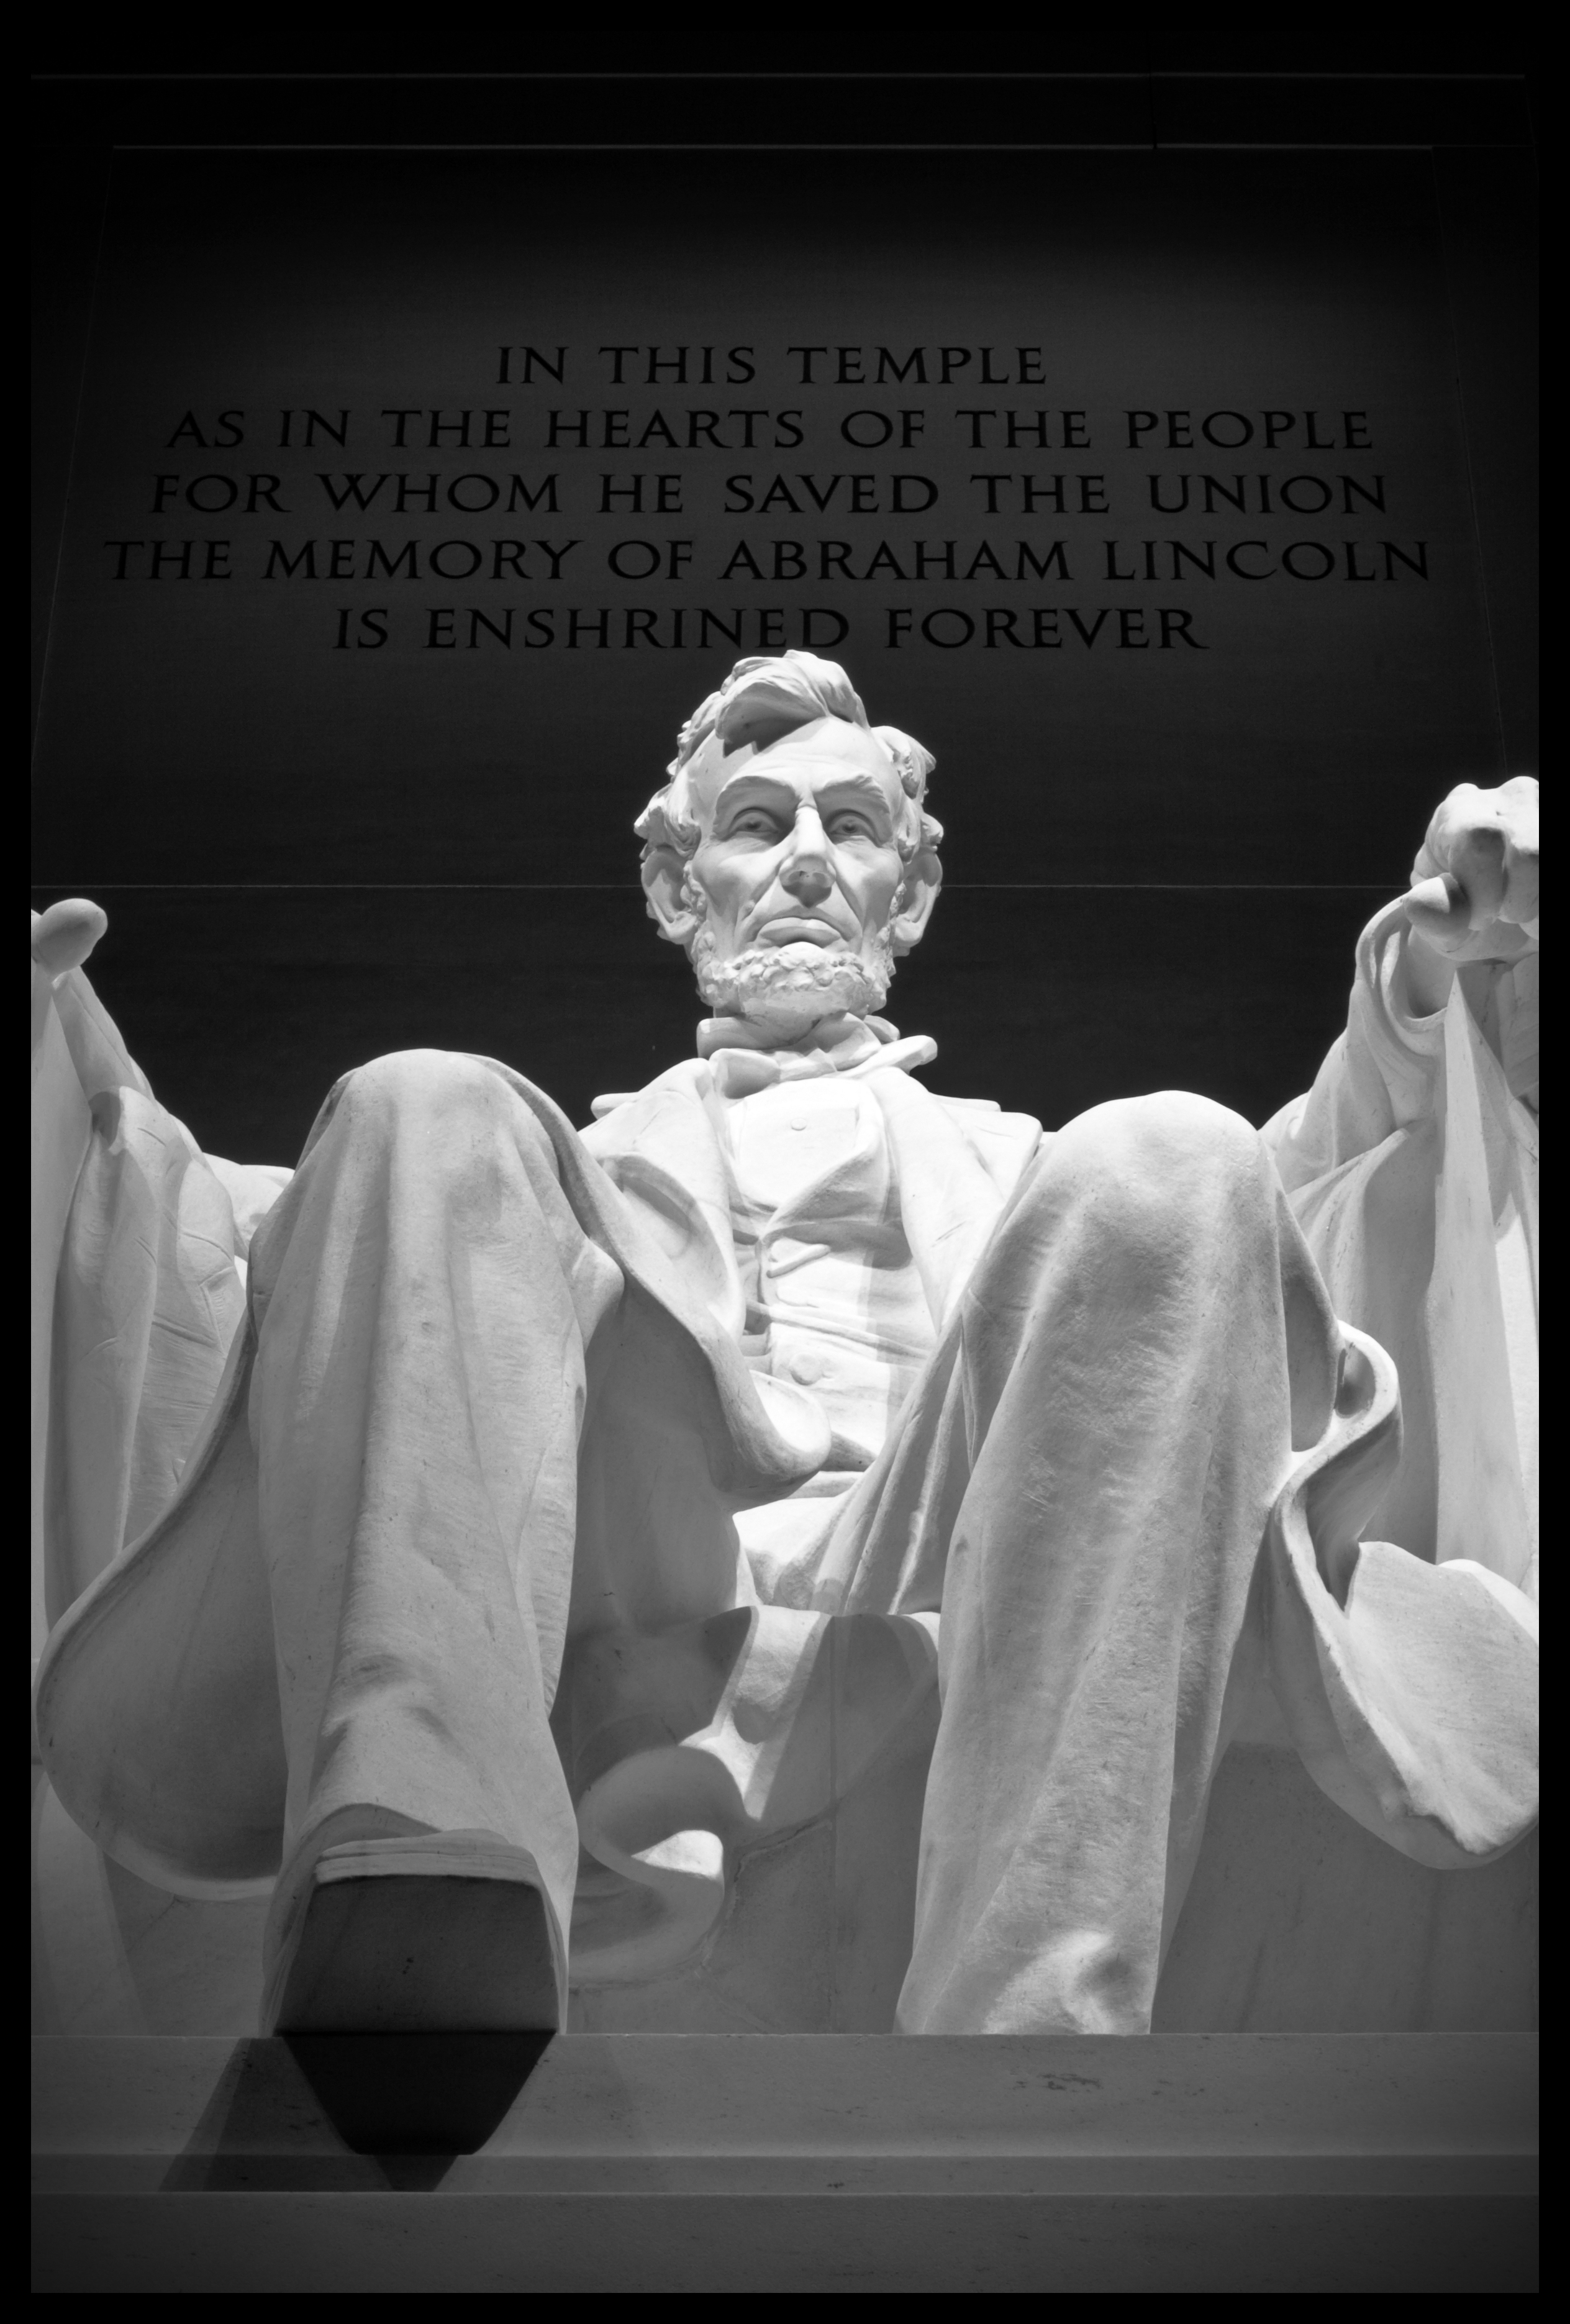 IN THIS TEMPLE
AS IN THE HEARTS OF THE PEOPLE
FOR WHOM HE SAVED THE UNION
THE MEMORY OF ABRAHAM LINCOLN
IS ENSHRINED FOREVER